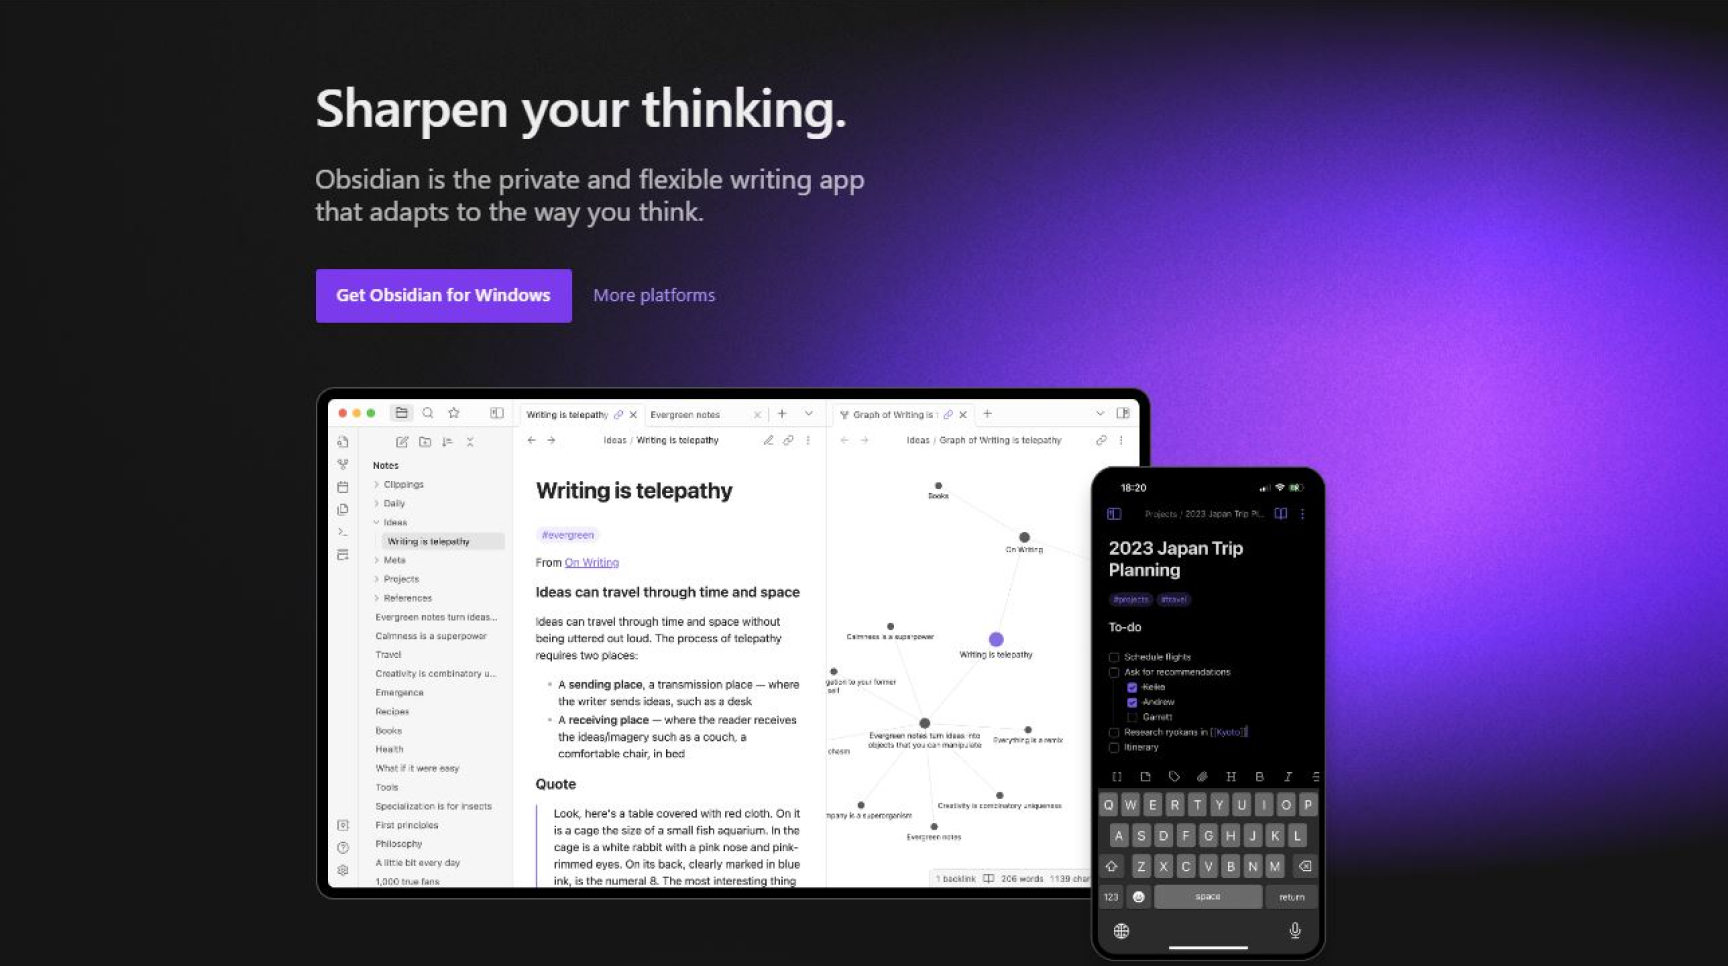 Sharpen your thinking.
Obsidian is the private and flexible writing app
that adapts to the way you think.
Get Obsidian for Windows
More platforms
Writing is telepathy
Evergreen notes
Graph of Writing is
Ideas / Writing is telepathy
Ideas / Graph of Writing is telepathy
Notes
Clippings
Daily
Ideas
Writing is telepathy
Meta
Projects
References
Evergreen notes turn ideas...
Calmness is a superpower
Travel
Creativity is combinatory u...
Emergence
Recipes
Books
Health
What if it were easy
Tools
Specialization is for insects
First principles
Philosophy
A little bit every day
1,000 true fans
Writing is telepathy
#evergreen
From On Writing
Ideas can travel through time and space
Ideas can travel through time and space without
being uttered out loud. The process of telepathy
requires two places:
A sending place, a transmission place — where
the writer sends ideas, such as a desk
A receiving place — where the reader receives
the ideas/imagery such as a couch, a
comfortable chair, in bed
Quote
Look, here's a table covered with red cloth. On it
is a cage the size of a small fish aquarium. In the
cage is a white rabbit with a pink nose and pink-
rimmed eyes. On its back, clearly marked in blue
ink, is the numeral 8. The most interesting thing
Books
On Writing
Calmness is a superpower
Writing is telepathy
gation to your former
self
Evergreen notes turn ideas into
objects that you can manipulate
Everything is a remix
chasm
Creativity is combinatory uniqueness
mpany is a superorganism
Evergreen notes
1 backlink 206 words 1139 char
18:20
Projects / 2023 Japan Trip Pl...
2023 Japan Trip
Planning
#projects #travel
To-do
Schedule flights
Ask for recommendations
Keiko
Andrew
Garrett
Research ryokans in [[Kyoto]]
Itinerary
H B I
Q W E R T Y U I O P
A S D F G H J K L
Z X C V B N M
123 space return